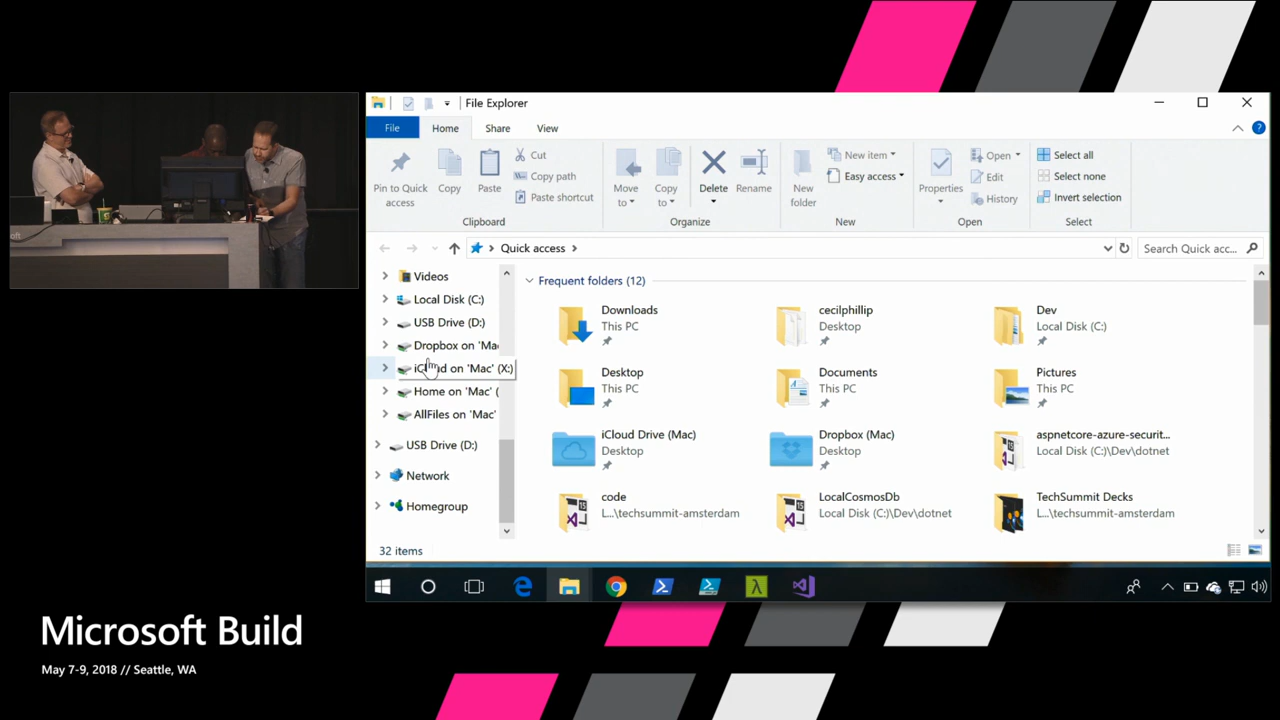 File Explorer
File
Home
Share
View
Pin to Quick
access
Copy
Paste
Cut
Copy path
Paste shortcut
Clipboard
Move
to
Copy
to
Delete
Rename
Organize
New
folder
New item
Easy access
New
Properties
Open
Edit
History
Open
Select all
Select none
Invert selection
Select
Quick access
Search Quick acc...
Videos
Local Disk (C:)
USB Drive (D:)
Dropbox on 'Mac
iCloud on 'Mac' (X:)
Home on 'Mac' (
AllFiles on 'Mac'
USB Drive (D:)
Network
Homegroup
Frequent folders (12)
Downloads
This PC
cecilphillip
Desktop
Dev
Local Disk (C:)
Desktop
This PC
Documents
This PC
Pictures
This PC
iCloud Drive (Mac)
Desktop
Dropbox (Mac)
Desktop
aspnetcore-azure-securit...
Local Disk (C:)\Dev\dotnet
code
L...\techsummit-amsterdam
LocalCosmosDb
Local Disk (C:)\Dev\dotnet
TechSummit Decks
L...\techsummit-amsterdam
32 items
Microsoft Build
May 7-9, 2018 // Seattle, WA